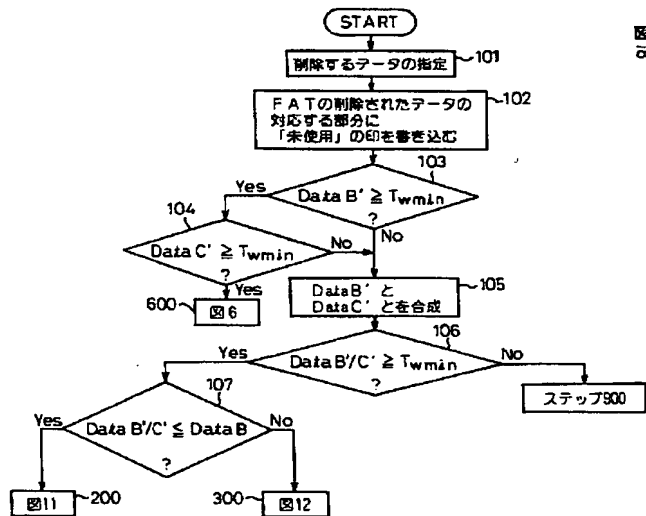 START
削除するデータの指定
101
102
FATの削除されたデータの
対応する部分に
「未使用」の印を書き込む
103
Data B′ ≧ Twmin
?
Yes
No
104
Data C′ ≧ Twmin
?
No
Yes
600
図6
105
Data B′ と
Data C′ とを合成
106
Data B′/C′ ≧ Twmin
?
Yes
No
ステップ900
107
Data B′/C′ ≦ Data B
?
Yes
No
図11
200
300
図12
図